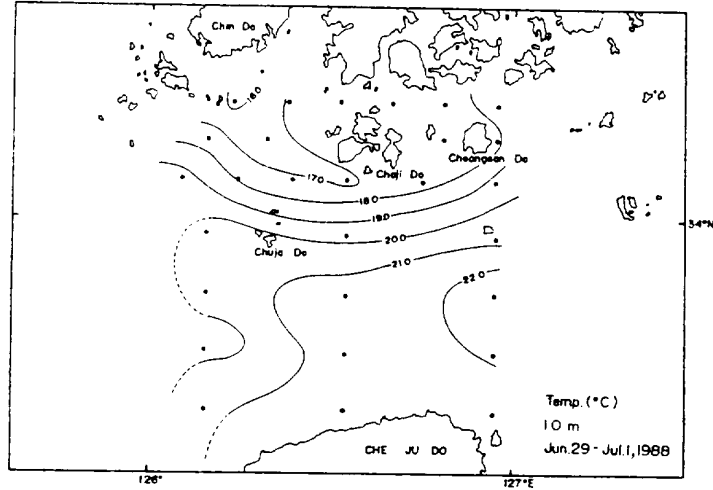 Chin Do
16.0
Cheongsan Do
Choji Do
17.0
18.0
19.0
34°N
20.0
Chuja Do
21.0
22.0
Temp. (°C)
10 m
Jun. 29 - Jul. 1, 1988
CHE JU DO
126°
127°E